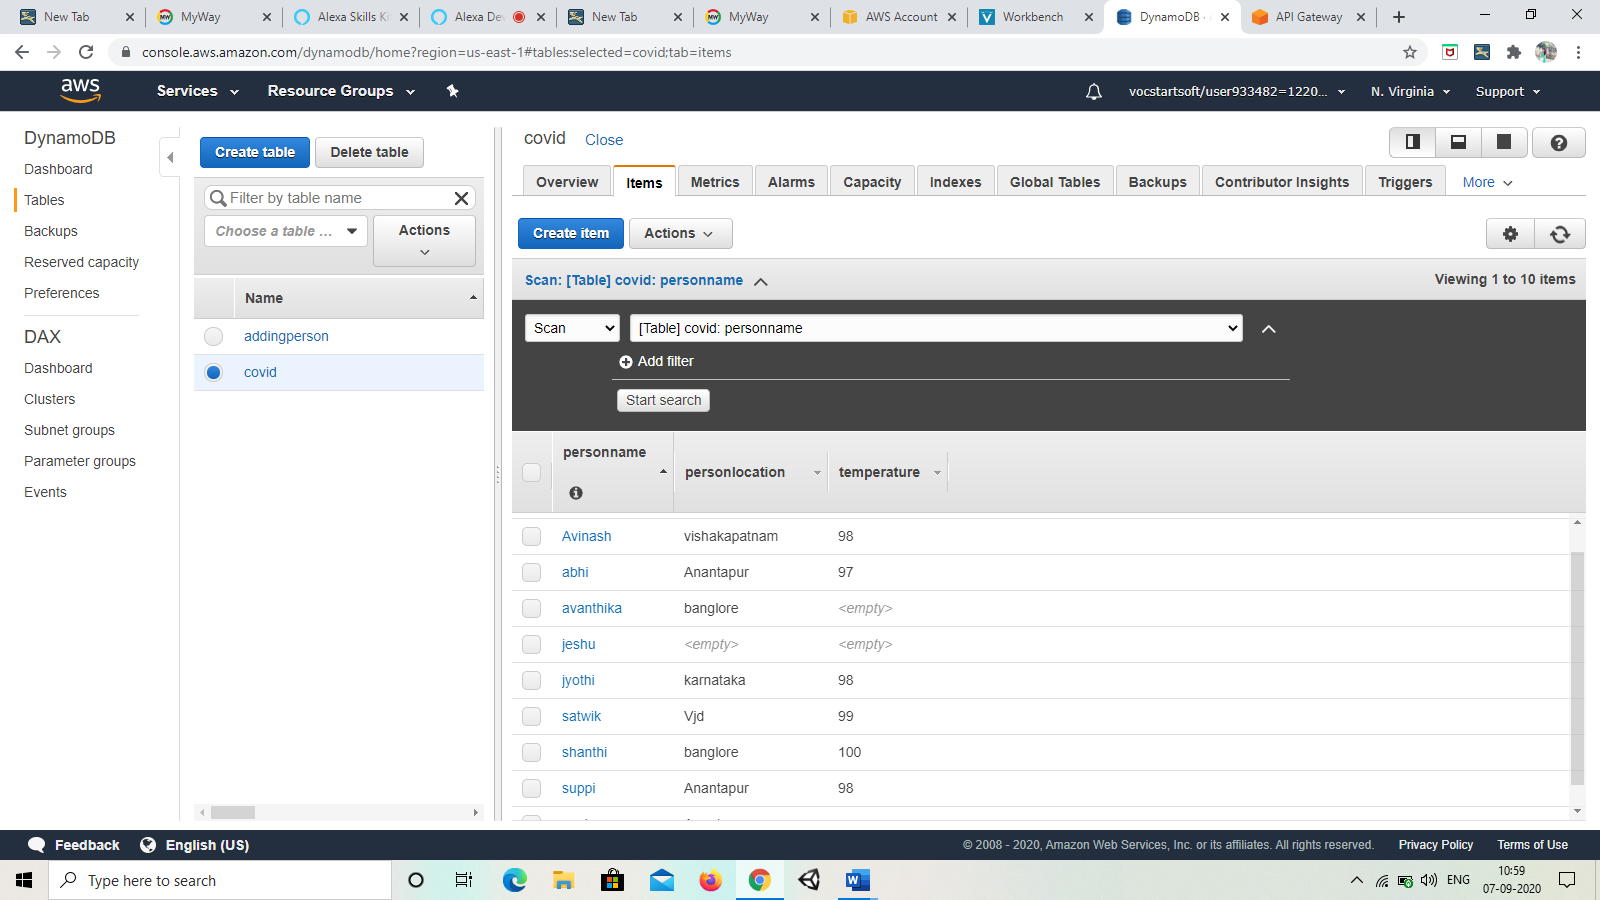 New Tab
MyWay
Alexa Skills Ki
Alexa Dev
New Tab
MyWay
AWS Account
Workbench
DynamoDB ·
API Gateway
console.aws.amazon.com/dynamodb/home?region=us-east-1#tables:selected=covid;tab=items
aws
Services
Resource Groups
vocstartsoft/user933482=1220...
N. Virginia
Support
DynamoDB
Dashboard
Tables
Backups
Reserved capacity
Preferences
DAX
Dashboard
Clusters
Subnet groups
Parameter groups
Events
Create table
Delete table
Filter by table name
Choose a table ...
Actions
Name
addingperson
covid
covid Close
Overview
Items
Metrics
Alarms
Capacity
Indexes
Global Tables
Backups
Contributor Insights
Triggers
More
Create item
Actions
Scan: [Table] covid: personname
Viewing 1 to 10 items
Scan
[Table] covid: personname
Add filter
Start search
personname personlocation temperature
Avinash vishakapatnam 98
abhi Anantapur 97
avanthika banglore <empty>
jeshu <empty> <empty>
jyothi karnataka 98
satwik Vjd 99
shanthi banglore 100
suppi Anantapur 98
Feedback
English (US)
© 2008 - 2020, Amazon Web Services, Inc. or its affiliates. All rights reserved.
Privacy Policy
Terms of Use
Type here to search
ENG
10:59
07-09-2020